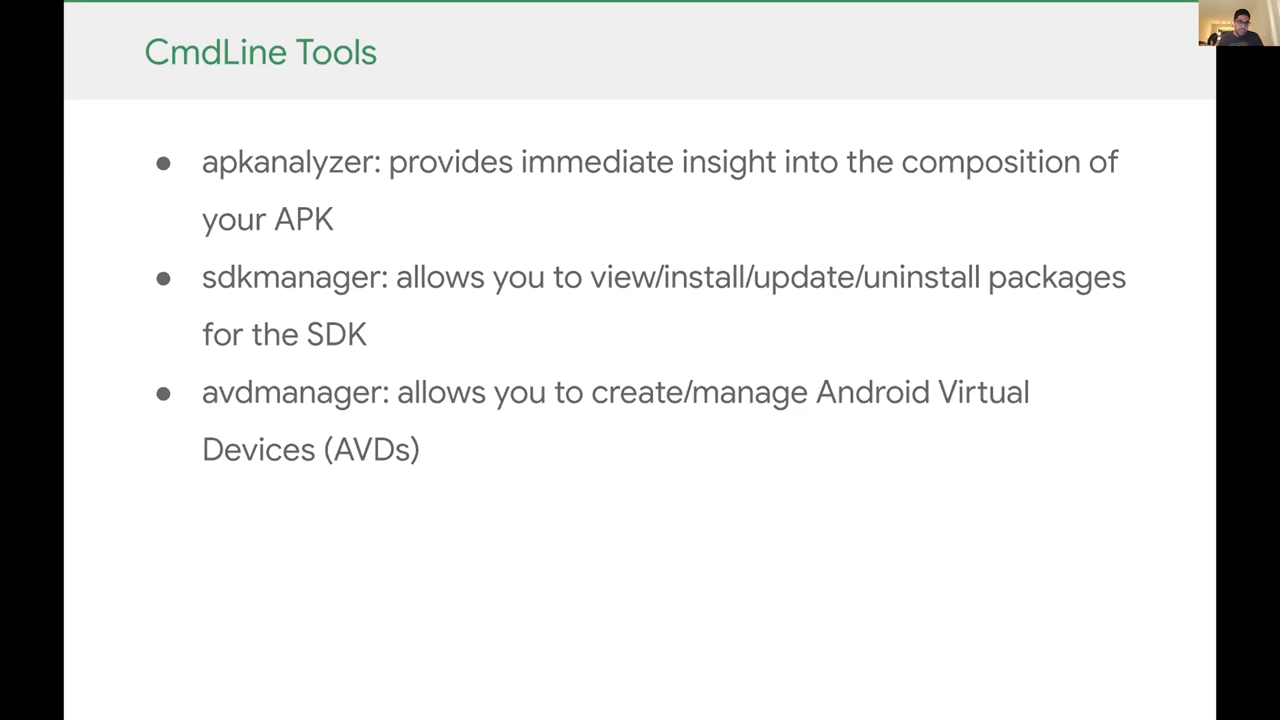 CmdLine Tools
● apkanalyzer: provides immediate insight into the composition of
your APK
● sdkmanager: allows you to view/install/update/uninstall packages
for the SDK
● avdmanager: allows you to create/manage Android Virtual
Devices (AVDs)